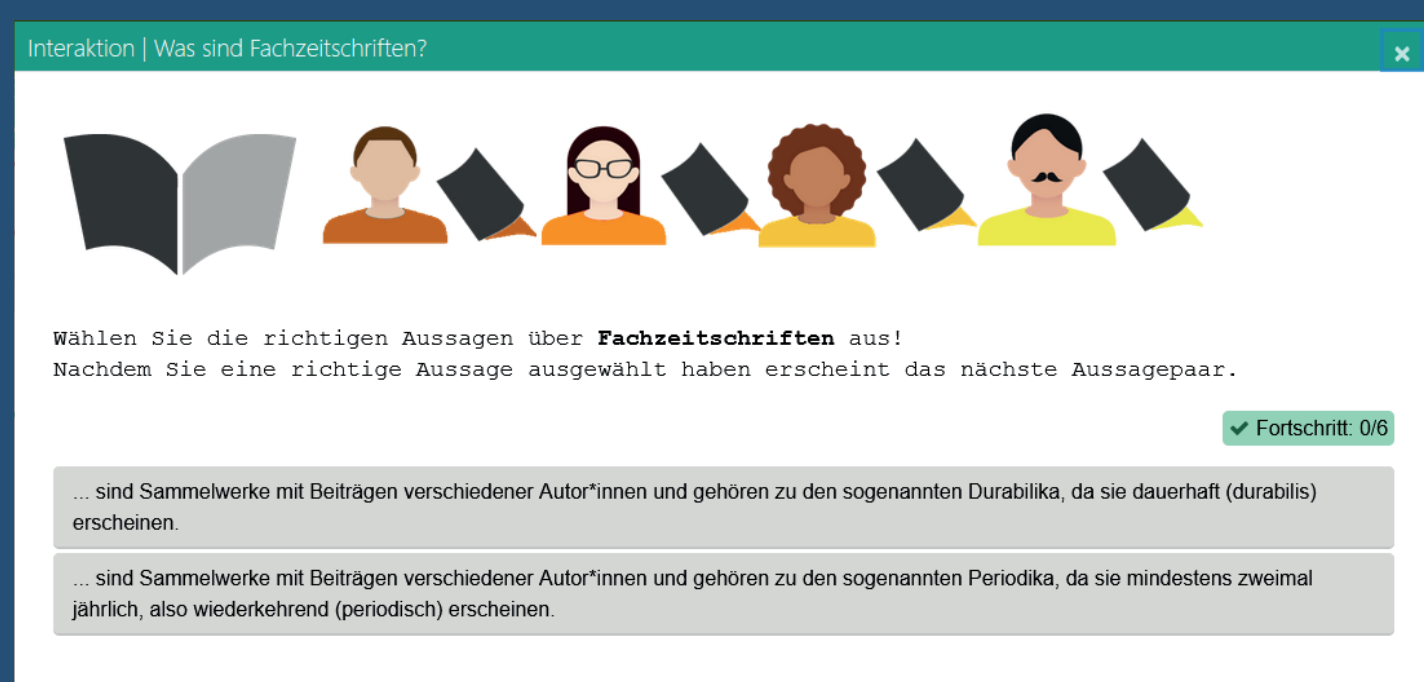 Interaktion | Was sind Fachzeitschriften?
Wählen Sie die richtigen Aussagen über Fachzeitschriften aus!
Nachdem Sie eine richtige Aussage ausgewählt haben erscheint das nächste Aussagepaar.
Fortschritt: 0/6
... sind Sammelwerke mit Beiträgen verschiedener Autor*innen und gehören zu den sogenannten Durabilika, da sie dauerhaft (durabilis)
erscheinen.
... sind Sammelwerke mit Beiträgen verschiedener Autor*innen und gehören zu den sogenannten Periodika, da sie mindestens zweimal
jährlich, also wiederkehrend (periodisch) erscheinen.